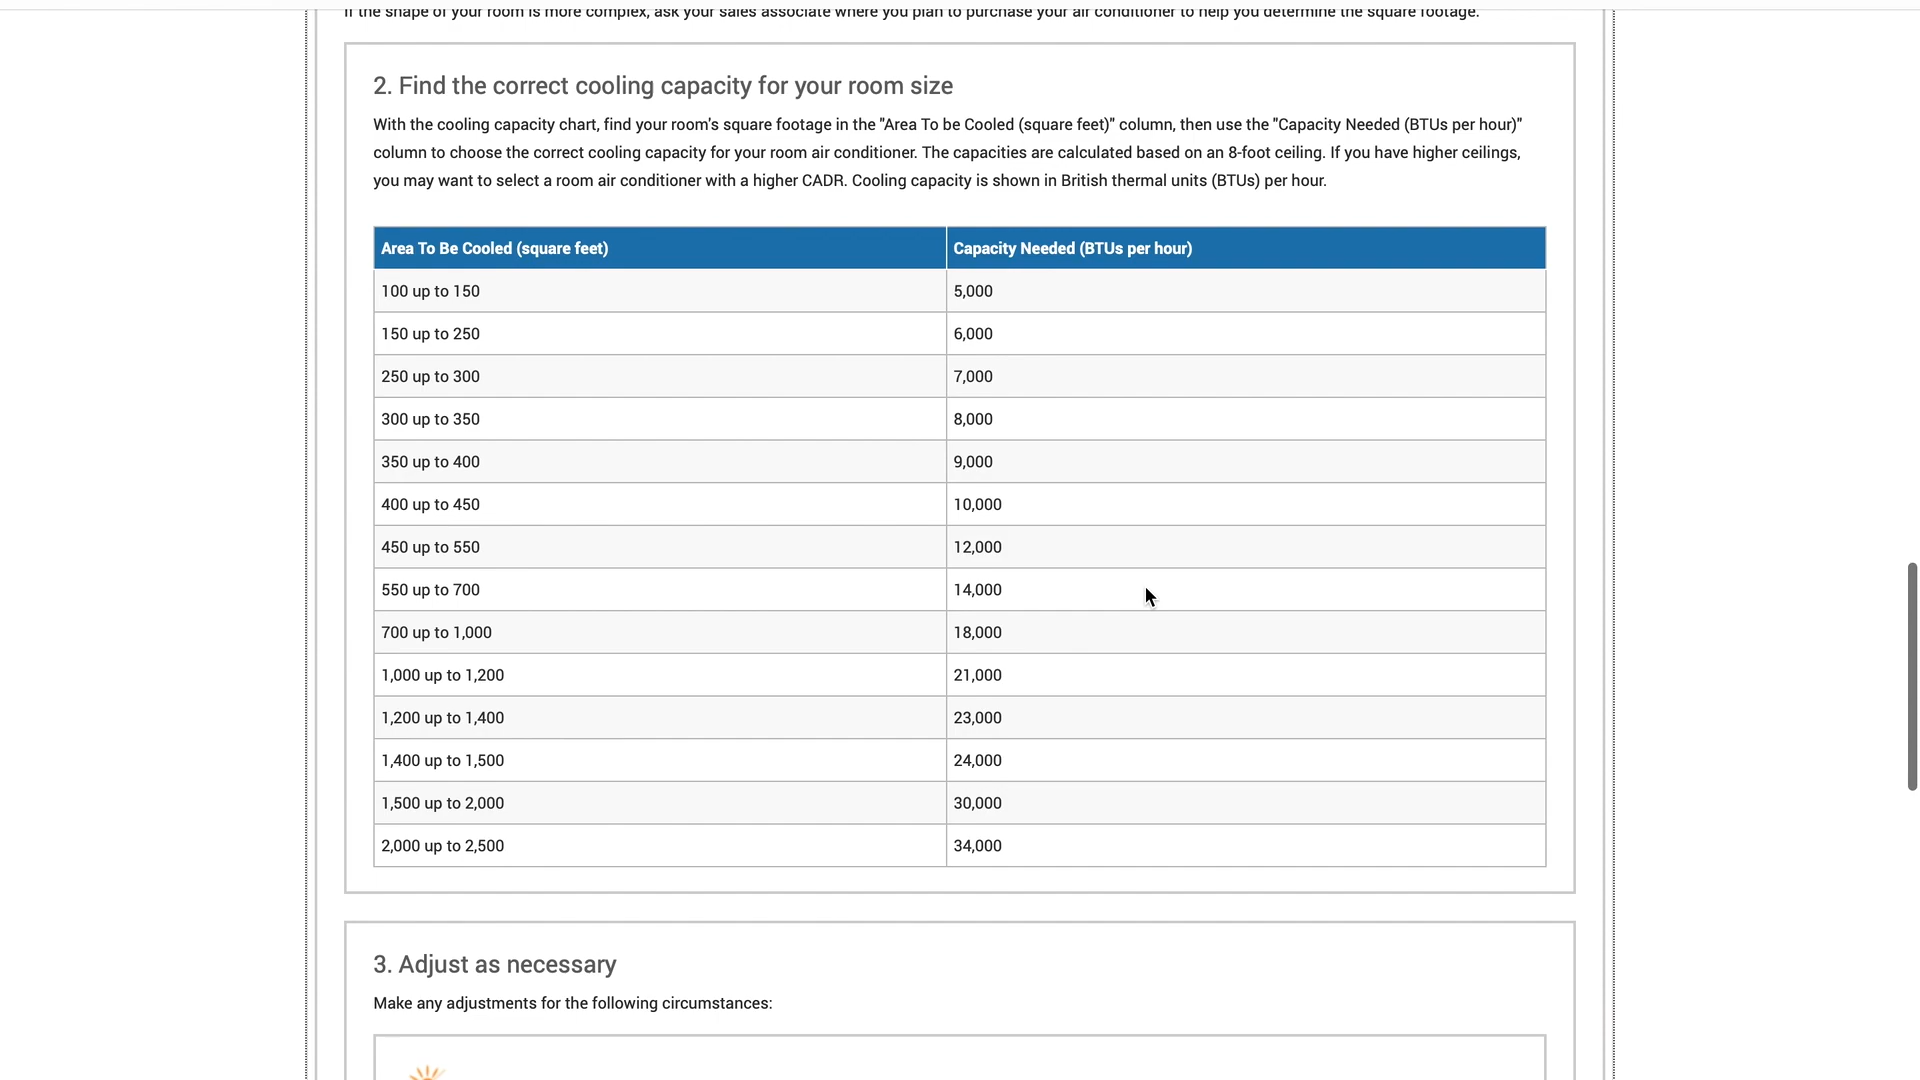 If the shape of your room is more complex, ask your sales associate where you plan to purchase your air conditioner to help you determine the square footage.
2. Find the correct cooling capacity for your room size
With the cooling capacity chart, find your room's square footage in the "Area To be Cooled (square feet)" column, then use the "Capacity Needed (BTUs per hour)"
column to choose the correct cooling capacity for your room air conditioner. The capacities are calculated based on an 8-foot ceiling. If you have higher ceilings,
you may want to select a room air conditioner with a higher CADR. Cooling capacity is shown in British thermal units (BTUs) per hour.
Area To Be Cooled (square feet) Capacity Needed (BTUs per hour)
100 up to 150 5,000
150 up to 250 6,000
250 up to 300 7,000
300 up to 350 8,000
350 up to 400 9,000
400 up to 450 10,000
450 up to 550 12,000
550 up to 700 14,000
700 up to 1,000 18,000
1,000 up to 1,200 21,000
1,200 up to 1,400 23,000
1,400 up to 1,500 24,000
1,500 up to 2,000 30,000
2,000 up to 2,500 34,000
3. Adjust as necessary
Make any adjustments for the following circumstances: